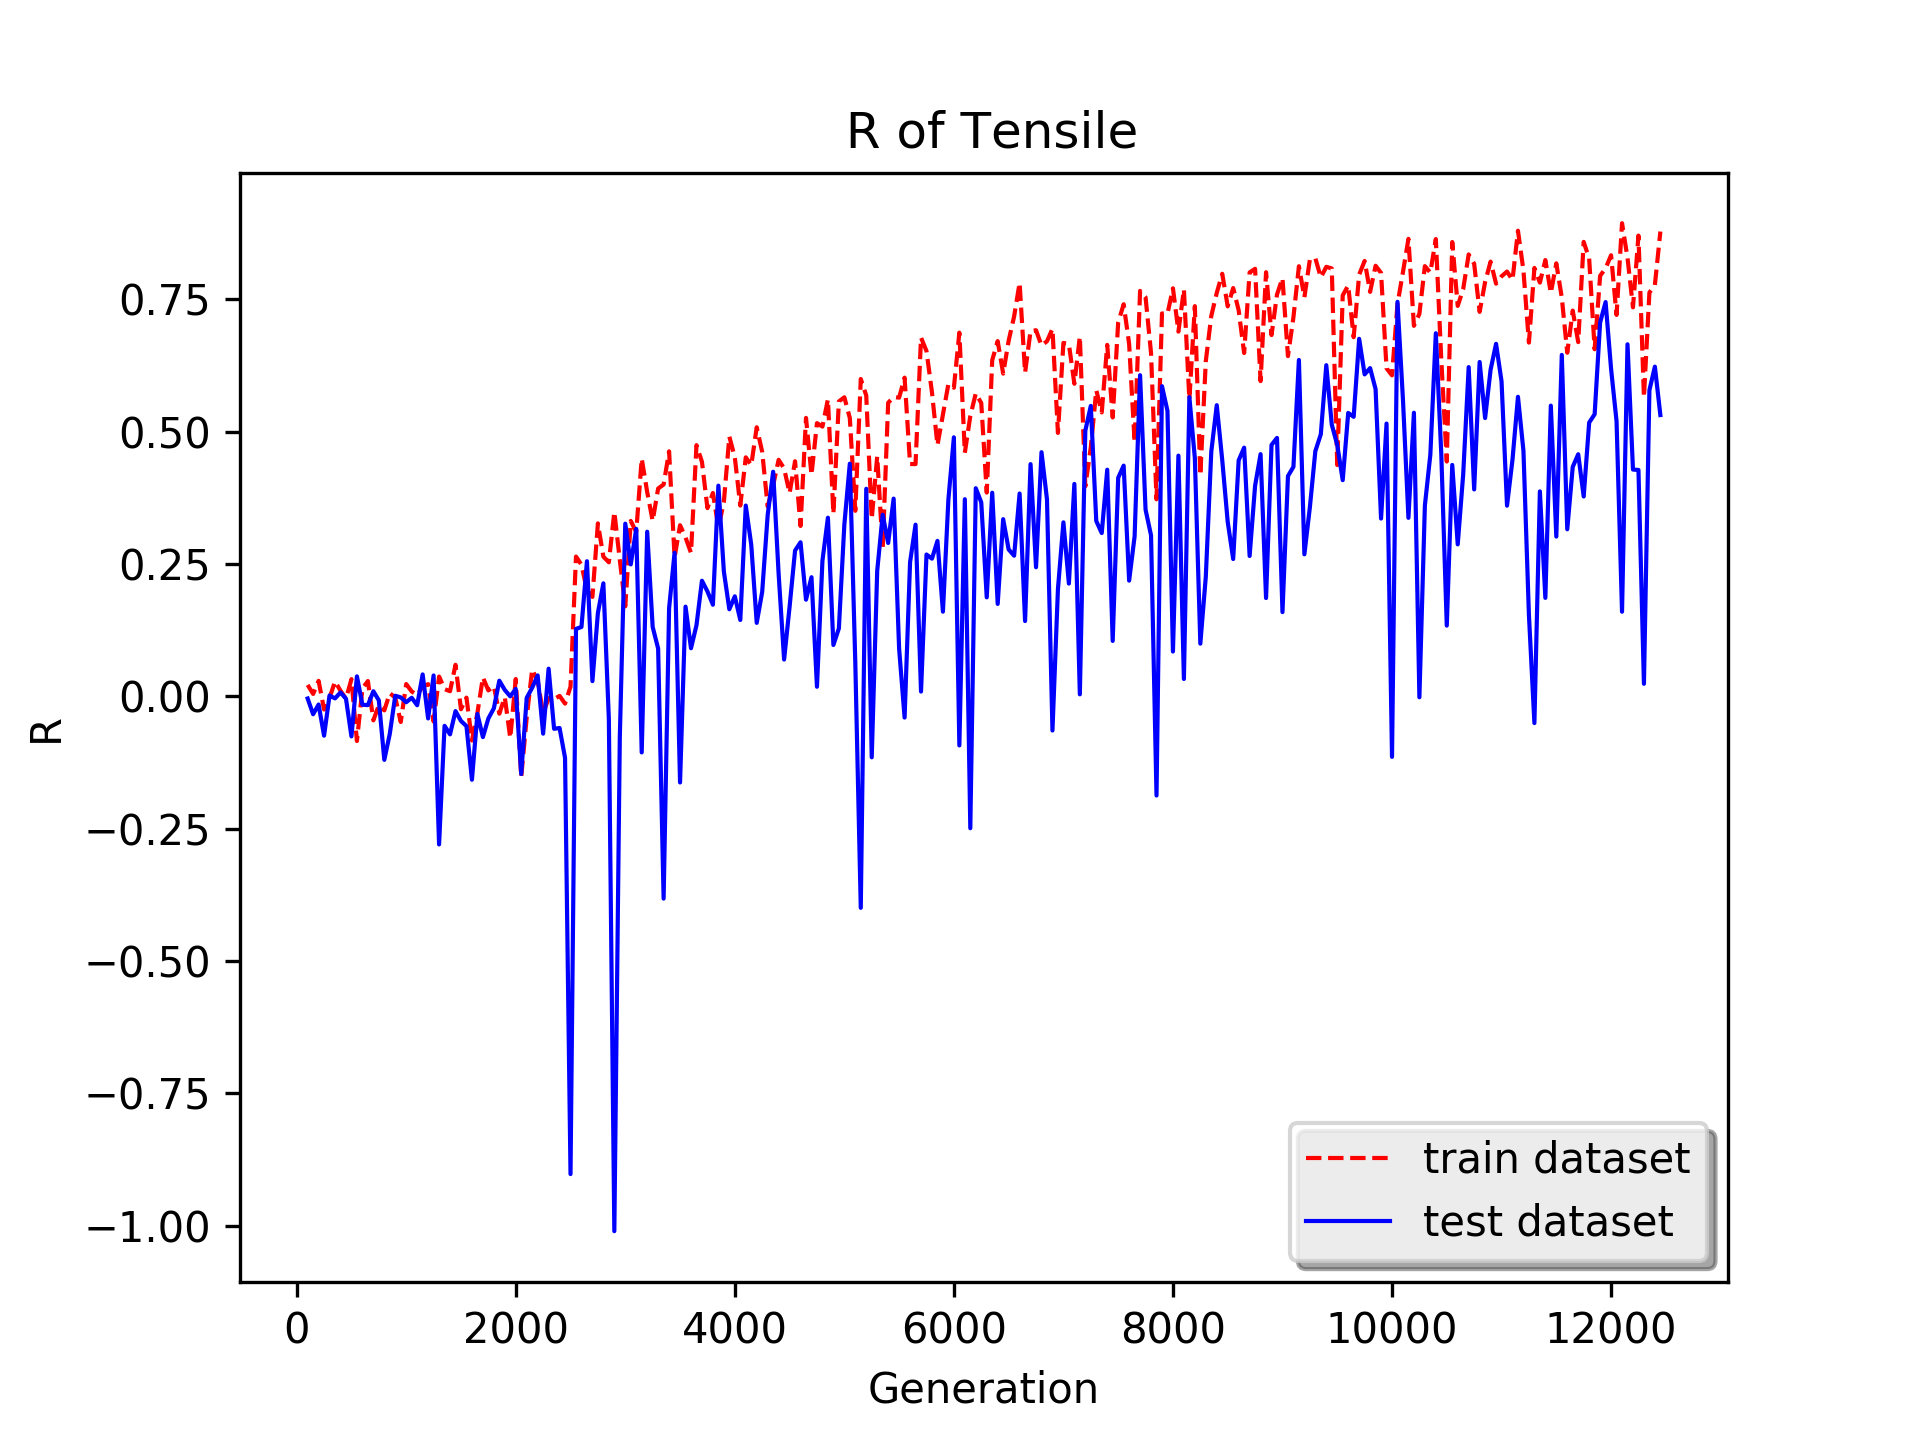 R of Tensile
R
0.75
0.50
0.25
0.00
−0.25
−0.50
−0.75
−1.00
train dataset
test dataset
0 2000 4000 6000 8000 10000 12000
Generation